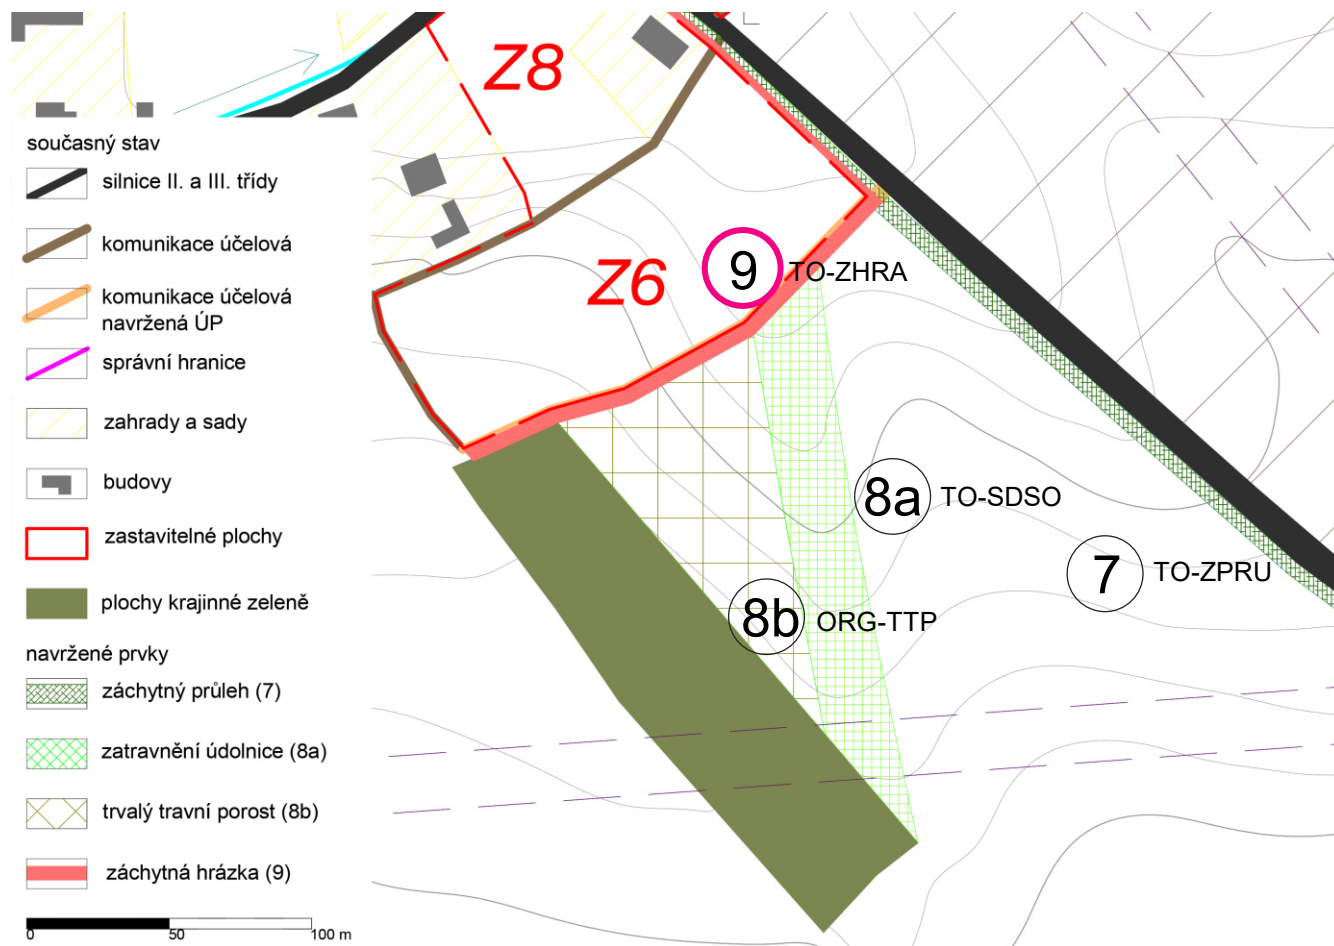 současný stav
silnice II. a III. třídy
komunikace účelová
komunikace účelová
navržená ÚP
správní hranice
zahrady a sady
budovy
zastavitelné plochy
plochy krajinné zeleně
navržené prvky
záchytný průleh (7)
zatravnění údolnice (8a)
trvalý travní porost (8b)
záchytná hrázka (9)
0 50 100 m
Z8
Z6
9 TO-ZHRA
8a TO-SDSO
7 TO-ZPRU
8b ORG-TTP